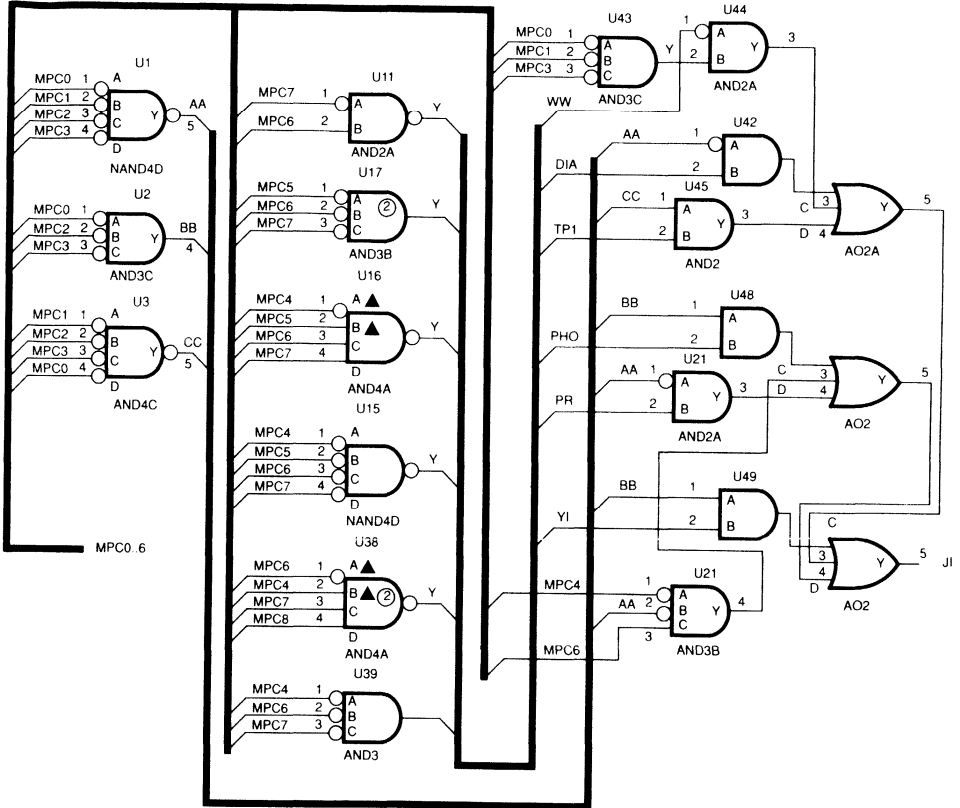 U1
MPC0 1 A
MPC1 2 B
MPC2 3 C
MPC3 4 D
Y AA
5
NAND4D
U2
MPC0 1 A
MPC2 2 B
MPC3 3 C
Y BB
4
AND3C
U3
MPC1 1 A
MPC2 2 B
MPC3 3 C
MPC0 4 D
Y CC
5
AND4C
MPC0..6
U11
MPC7 1 A
MPC6 2 B
Y
AND2A
U17
MPC5 1 A
MPC6 2 B
MPC7 3 C
2
Y
AND3B
U16
MPC4 1 A
MPC5 2 B
MPC6 3 C
MPC7 4 D
Y
AND4A
U15
MPC4 1 A
MPC5 2 B
MPC6 3 C
MPC7 4 D
Y
NAND4D
U38
MPC6 1 A
MPC4 2 B
MPC7 3 C
MPC8 4 D
2
Y
AND4A
U39
MPC4 1 A
MPC6 2 B
MPC7 3 C
AND3
U43
MPC0 1 A
MPC1 2 B
MPC3 3 C
Y
AND3C
U44
1 A
2 B
Y 3
AND2A
WW
U42
AA 1 A
DIA 2 B
U45
CC 1 A
TP1 2 B
Y 3
AND2
C 3
D 4
Y 5
AO2A
U48
BB 1 A
PHO 2 B
U21
AA 1 A
PR 2 B
Y 3
AND2A
C 3
D 4
Y 5
AO2
U49
BB 1 A
YI 2 B
C
3
4
D
Y 5 JI
AO2
U21
MPC4 1 A
AA 2 B
MPC6 3 C
Y 4
AND3B